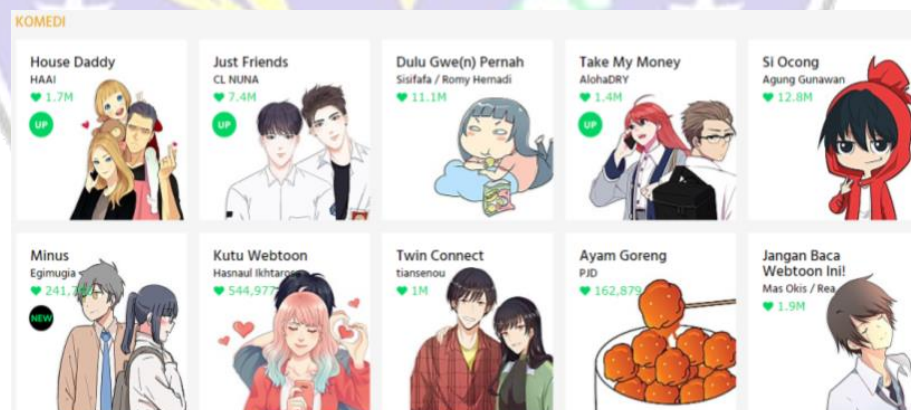 KOMEDI
House Daddy
HAAI
1.7M
UP
Just Friends
CL NUNA
7.4M
UP
Dulu Gwe(n) Pernah
Sisifafa / Romy Hernadi
11.1M
Take My Money
AlohaDRY
1.4M
UP
Si Ocong
Agung Gunawan
12.8M
Minus
Egimugia
NEW
Kutu Webtoon
Hasnaul
544,977
Twin Connect
tiansenou
1M
Ayam Goreng
PJD
162,879
Jangan Baca
Webtoon Ini!
Mas Okis / Rea
1.9M